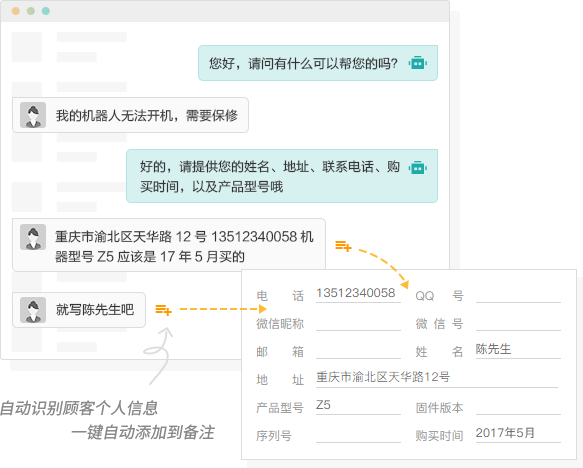 您好，请问有什么可以帮您的吗？
我的机器人无法开机，需要保修
好的，请提供您的姓名、地址、联系电话、购
买时间，以及产品型号哦
重庆市渝北区天华路 12 号 13512340058 机
器型号 Z5 应该是 17 年 5 月买的
就写陈先生吧
电 话 13512340058 QQ 号
微信昵称 微 信 号
邮 箱 姓 名 陈先生
地 址 重庆市渝北区天华路12号
产品型号 Z5 固件版本
序列号 购买时间 2017年5月
自动识别顾客个人信息
一键自动添加到备注